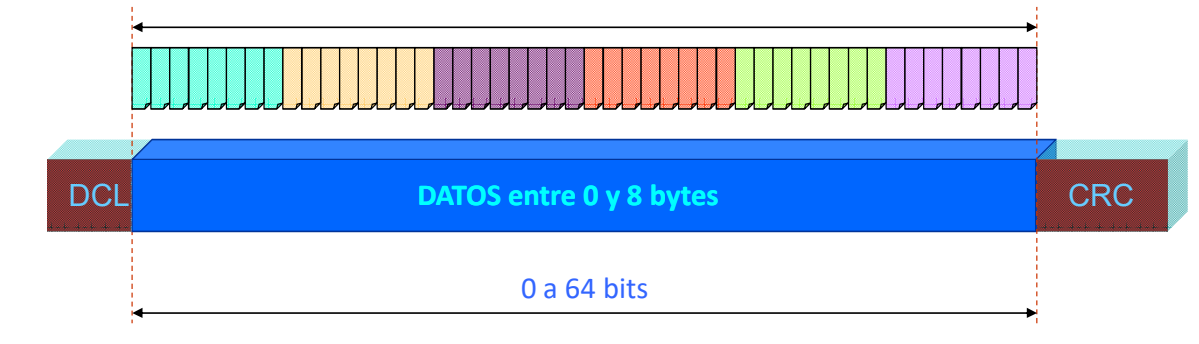 DCL
DATOS entre 0 y 8 bytes
CRC
0 a 64 bits